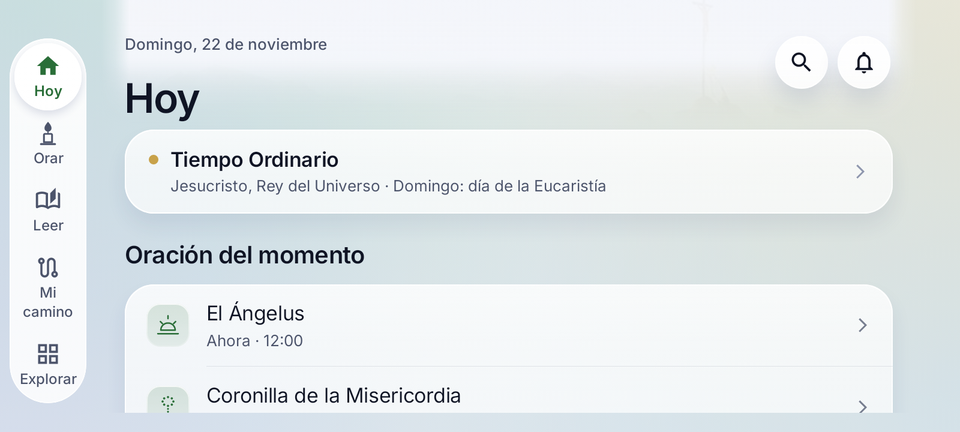 Domingo, 22 de noviembre
Hoy
Hoy
Orar
Leer
Mi
camino
Explorar
Tiempo Ordinario
Jesucristo, Rey del Universo · Domingo: día de la Eucaristía
Oración del momento
El Ángelus
Ahora · 12:00
Coronilla de la Misericordia